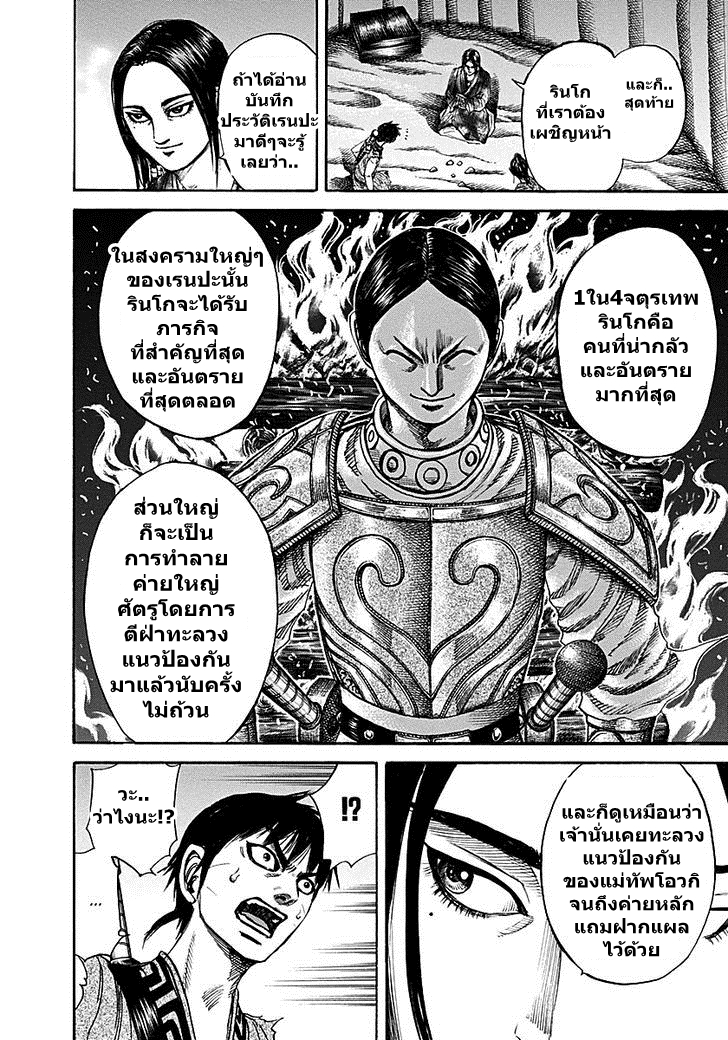 และก็..
สุดท้าย
รินโก
ที่เราต้อง
เผชิญหน้า
ถ้าได้อ่าน
บันทึก
ประวัติเรนปะ
มาดีๆจะรู้
เลยว่า..
1ใน4จตุรเทพ
รินโกคือ
คนที่น่ากลัว
และอันตราย
มากที่สุด
ในสงครามใหญ่ๆ
ของเรนปะนั้น
รินโกจะได้รับ
ภารกิจ
ที่สำคัญที่สุด
และอันตราย
ที่สุดตลอด
ส่วนใหญ่
ก็จะเป็น
การทำลาย
ค่ายใหญ่
ศัตรูโดยการ
ตีฝ่าทะลวง
แนวป้องกัน
มาแล้วนับครั้ง
ไม่ถ้วน
และก็ดูเหมือนว่า
เจ้านั่นเคยทะลวง
แนวป้องกัน
ของแม่ทัพโอวกิ
จนถึงค่ายหลัก
แถมฝากแผล
ไว้ด้วย
!?
วะ..
ว่าไงนะ!?
...